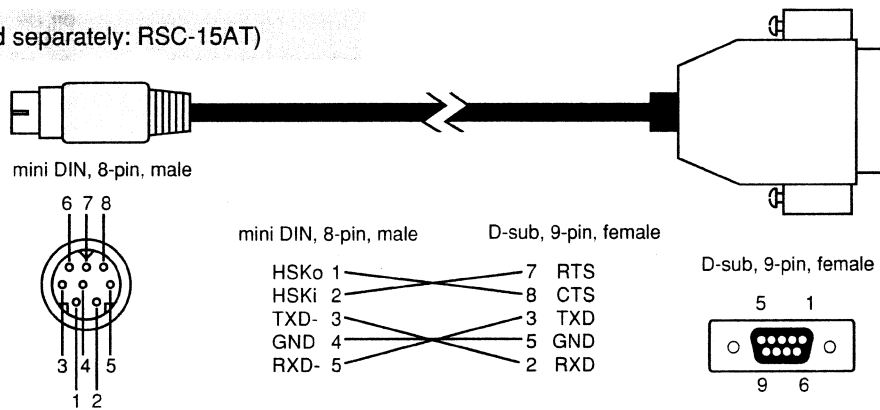 d separately: RSC-15AT)
mini DIN, 8-pin, male
6 7 8
3 4 5
1 2
mini DIN, 8-pin, male D-sub, 9-pin, female
HSKo 1 7 RTS
HSKi 2 8 CTS
TXD- 3 3 TXD
GND 4 5 GND
RXD- 5 2 RXD
D-sub, 9-pin, female
5 1
9 6